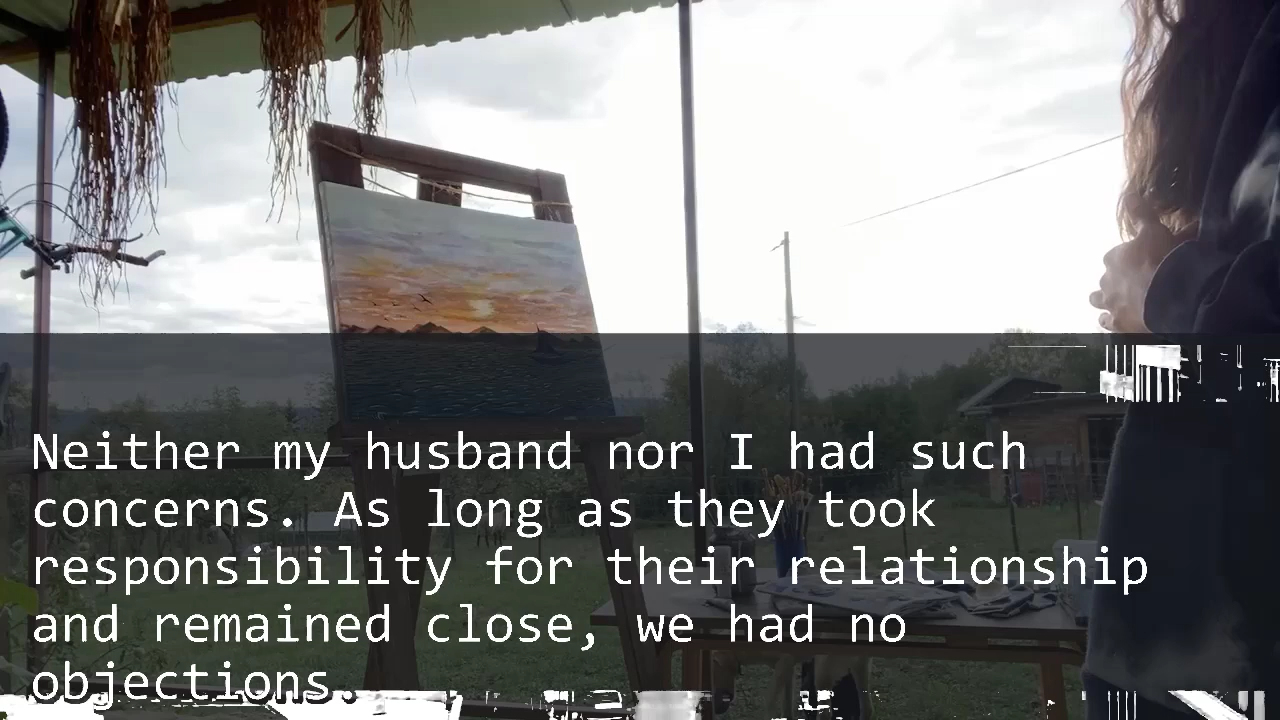 Neither my husband nor I had such
concerns. As long as they took
responsibility for their relationship
and remained close, we had no
objections.